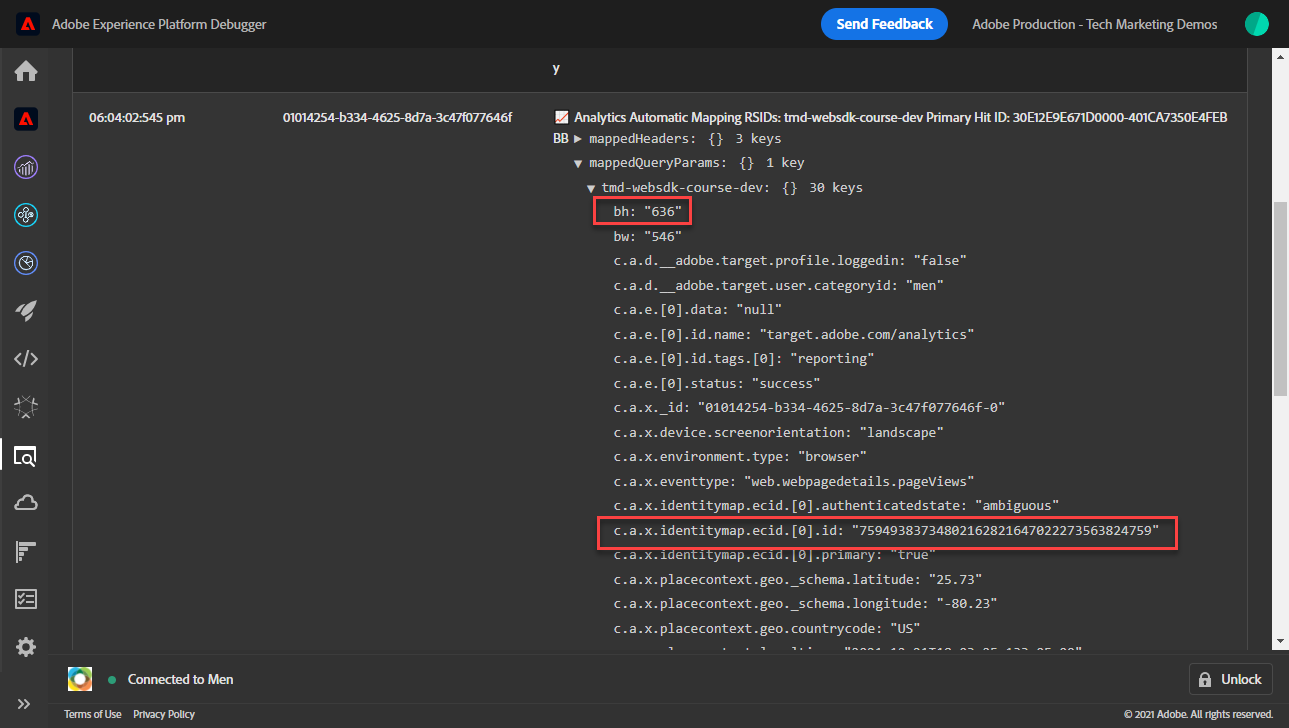 Adobe Experience Platform Debugger
Send Feedback
Adobe Production - Tech Marketing Demos
y
06:04:02:545 pm
01014254-b334-4625-8d7a-3c47f077646f
Analytics Automatic Mapping RSIDs: tmd-websdk-course-dev Primary Hit ID: 30E12E9E671D0000-401CA7350E4FEB
BB mappedHeaders: {} 3 keys
mappedQueryParams: {} 1 key
tmd-websdk-course-dev: {} 30 keys
bh: "636"
bw: "546"
c.a.d.__adobe.target.profile.loggedin: "false"
c.a.d.__adobe.target.user.categoryid: "men"
c.a.e.[0].data: "null"
c.a.e.[0].id.name: "target.adobe.com/analytics"
c.a.e.[0].id.tags.[0]: "reporting"
c.a.e.[0].status: "success"
c.a.x._id: "01014254-b334-4625-8d7a-3c47f077646f-0"
c.a.x.device.screenorientation: "landscape"
c.a.x.environment.type: "browser"
c.a.x.eventtype: "web.webpagedetails.pageViews"
c.a.x.identitymap.ecid.[0].authenticatedstate: "ambiguous"
c.a.x.identitymap.ecid.[0].id: "75949383734802162821647022273563824759"
c.a.x.identitymap.ecid.[0].primary: "true"
c.a.x.placecontext.geo._schema.latitude: "25.73"
c.a.x.placecontext.geo._schema.longitude: "-80.23"
c.a.x.placecontext.geo.countrycode: "US"
Connected to Men
Unlock
Terms of Use Privacy Policy
© 2021 Adobe. All rights reserved.